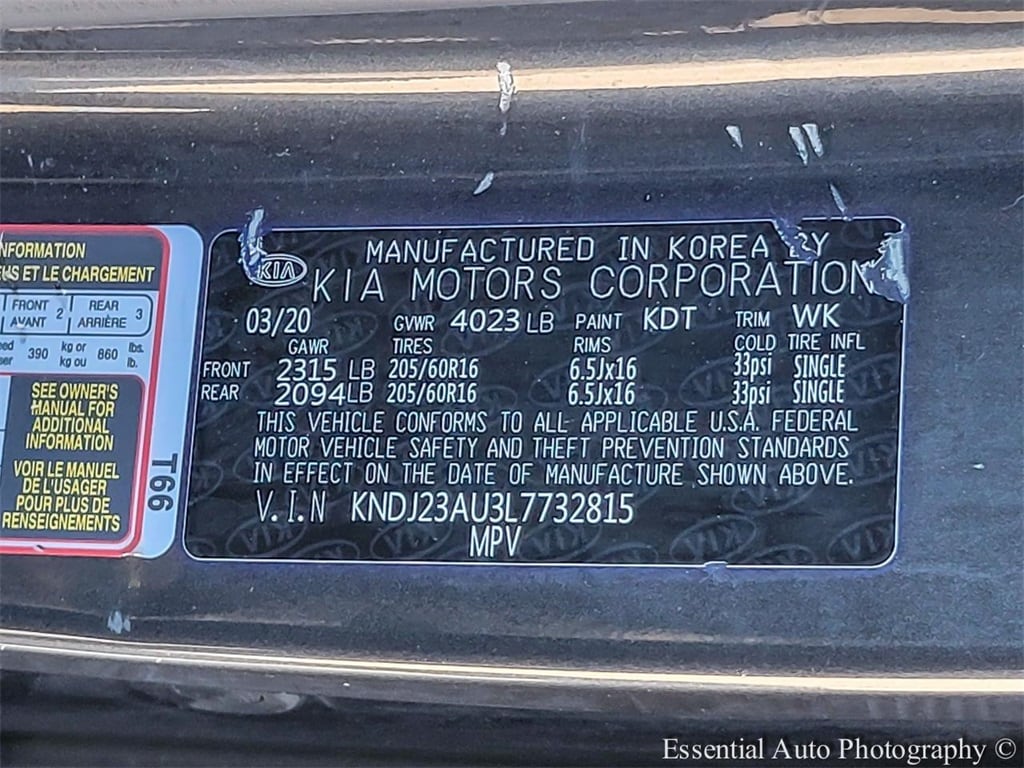 NFORMATION
EUS ET LE CHARGEMENT
FRONT 2 REAR 3
AVANT ARRIÈRE
390 kg or 860 lbs.
kg ou lb.
SEE OWNER'S
MANUAL FOR
ADDITIONAL
INFORMATION
VOIR LE MANUEL
DE L'USAGER
POUR PLUS DE
RENSEIGNEMENTS
T66
MANUFACTURED IN KOREA BY
KIA KIA MOTORS CORPORATION
03/20 GVWR 4023 LB PAINT KDT TRIM WK
GAWR TIRES RIMS COLD TIRE INFL
FRONT 2315 LB 205/60R16 6.5Jx16 33psi SINGLE
REAR 2094 LB 205/60R16 6.5Jx16 33psi SINGLE
THIS VEHICLE CONFORMS TO ALL APPLICABLE U.S.A. FEDERAL
MOTOR VEHICLE SAFETY AND THEFT PREVENTION STANDARDS
IN EFFECT ON THE DATE OF MANUFACTURE SHOWN ABOVE.
V.I.N KNDJ23AU3L7732815
MPV
Essential Auto Photography ©